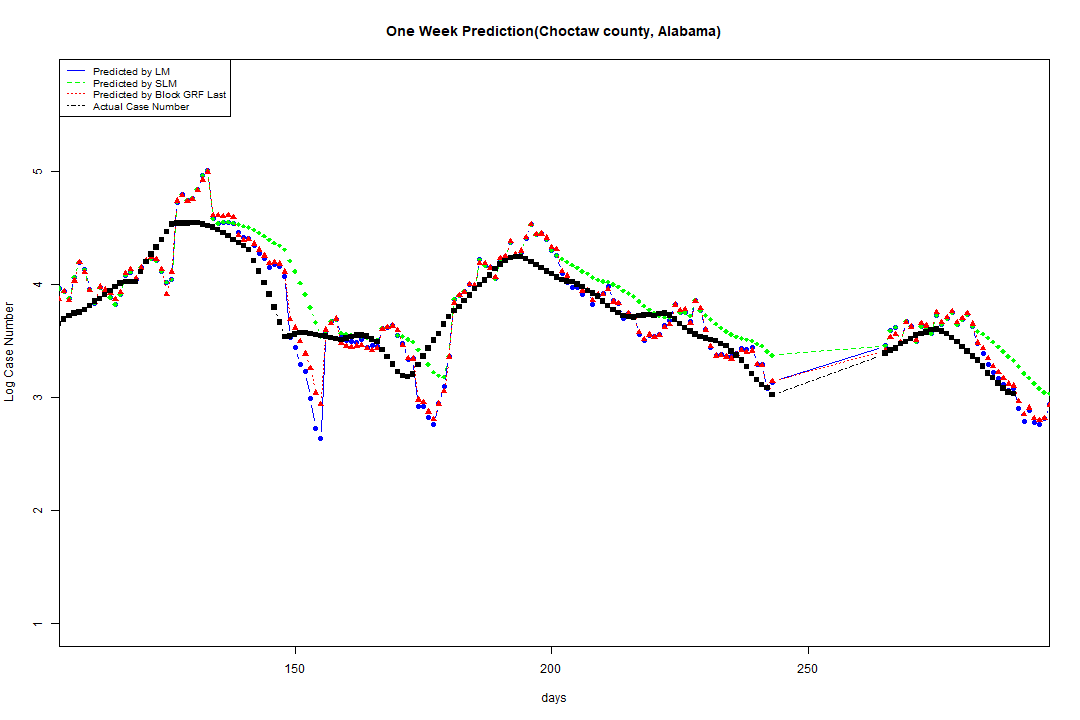 One Week Prediction(Choctaw county, Alabama)
Predicted by LM
Predicted by SLM
Predicted by Block GRF Last
Actual Case Number
5
4
3
2
1
Log Case Number
150 200 250
days